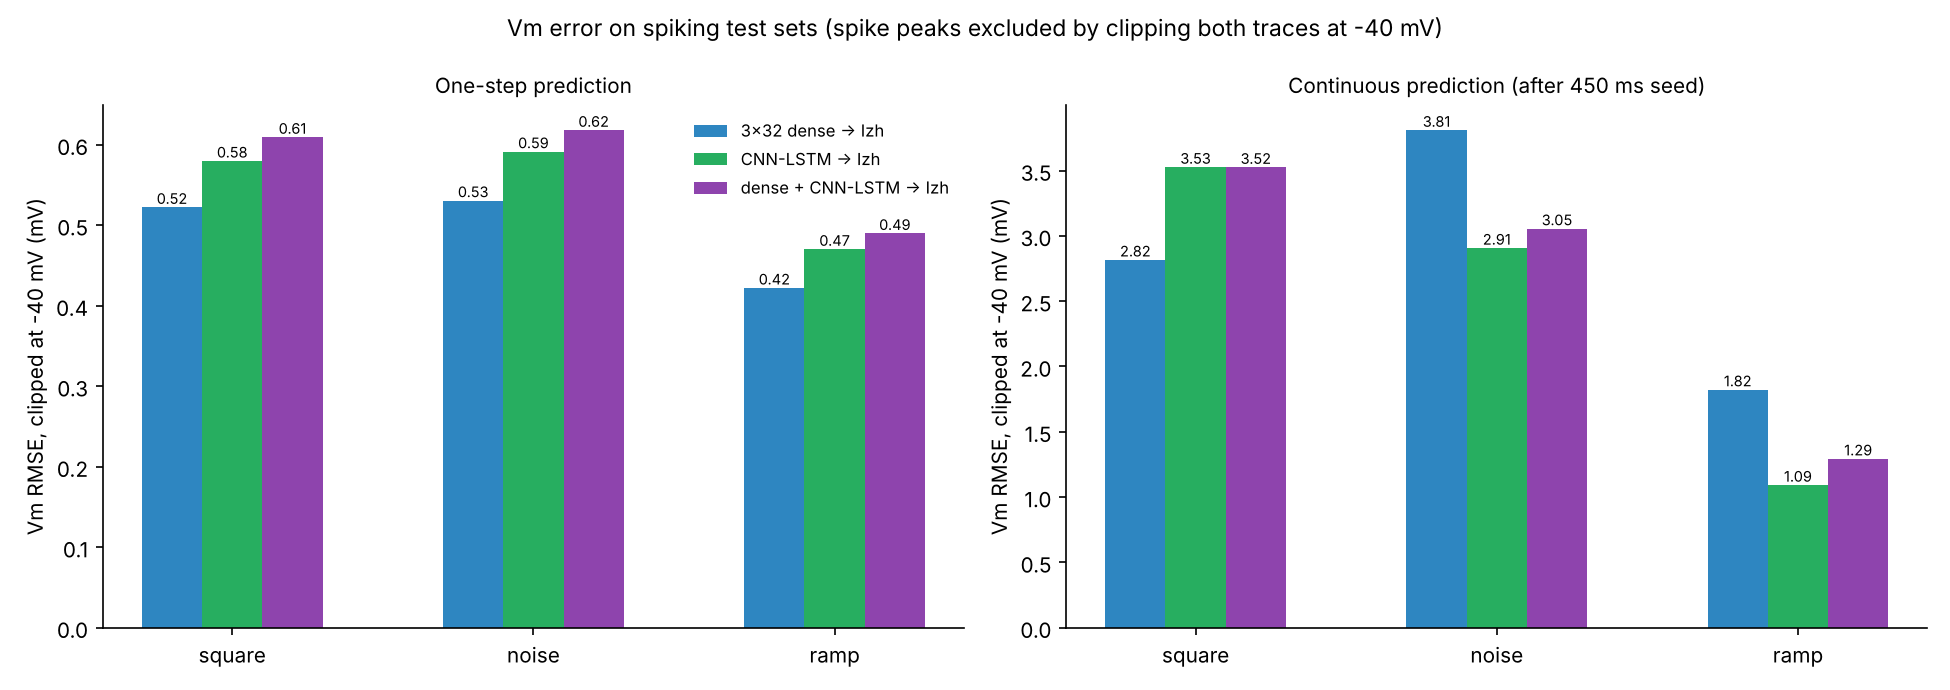 Vm error on spiking test sets (spike peaks excluded by clipping both traces at -40 mV)
One-step prediction
Vm RMSE, clipped at -40 mV (mV)
0.6
0.5
0.4
0.3
0.2
0.1
0.0
0.52
0.58
0.61
0.53
0.59
0.62
0.42
0.47
0.49
3×32 dense → Izh
CNN-LSTM → Izh
dense + CNN-LSTM → Izh
square
noise
ramp
Continuous prediction (after 450 ms seed)
Vm RMSE, clipped at -40 mV (mV)
3.5
3.0
2.5
2.0
1.5
1.0
0.5
0.0
2.82
3.53
3.52
3.81
2.91
3.05
1.82
1.09
1.29
square
noise
ramp